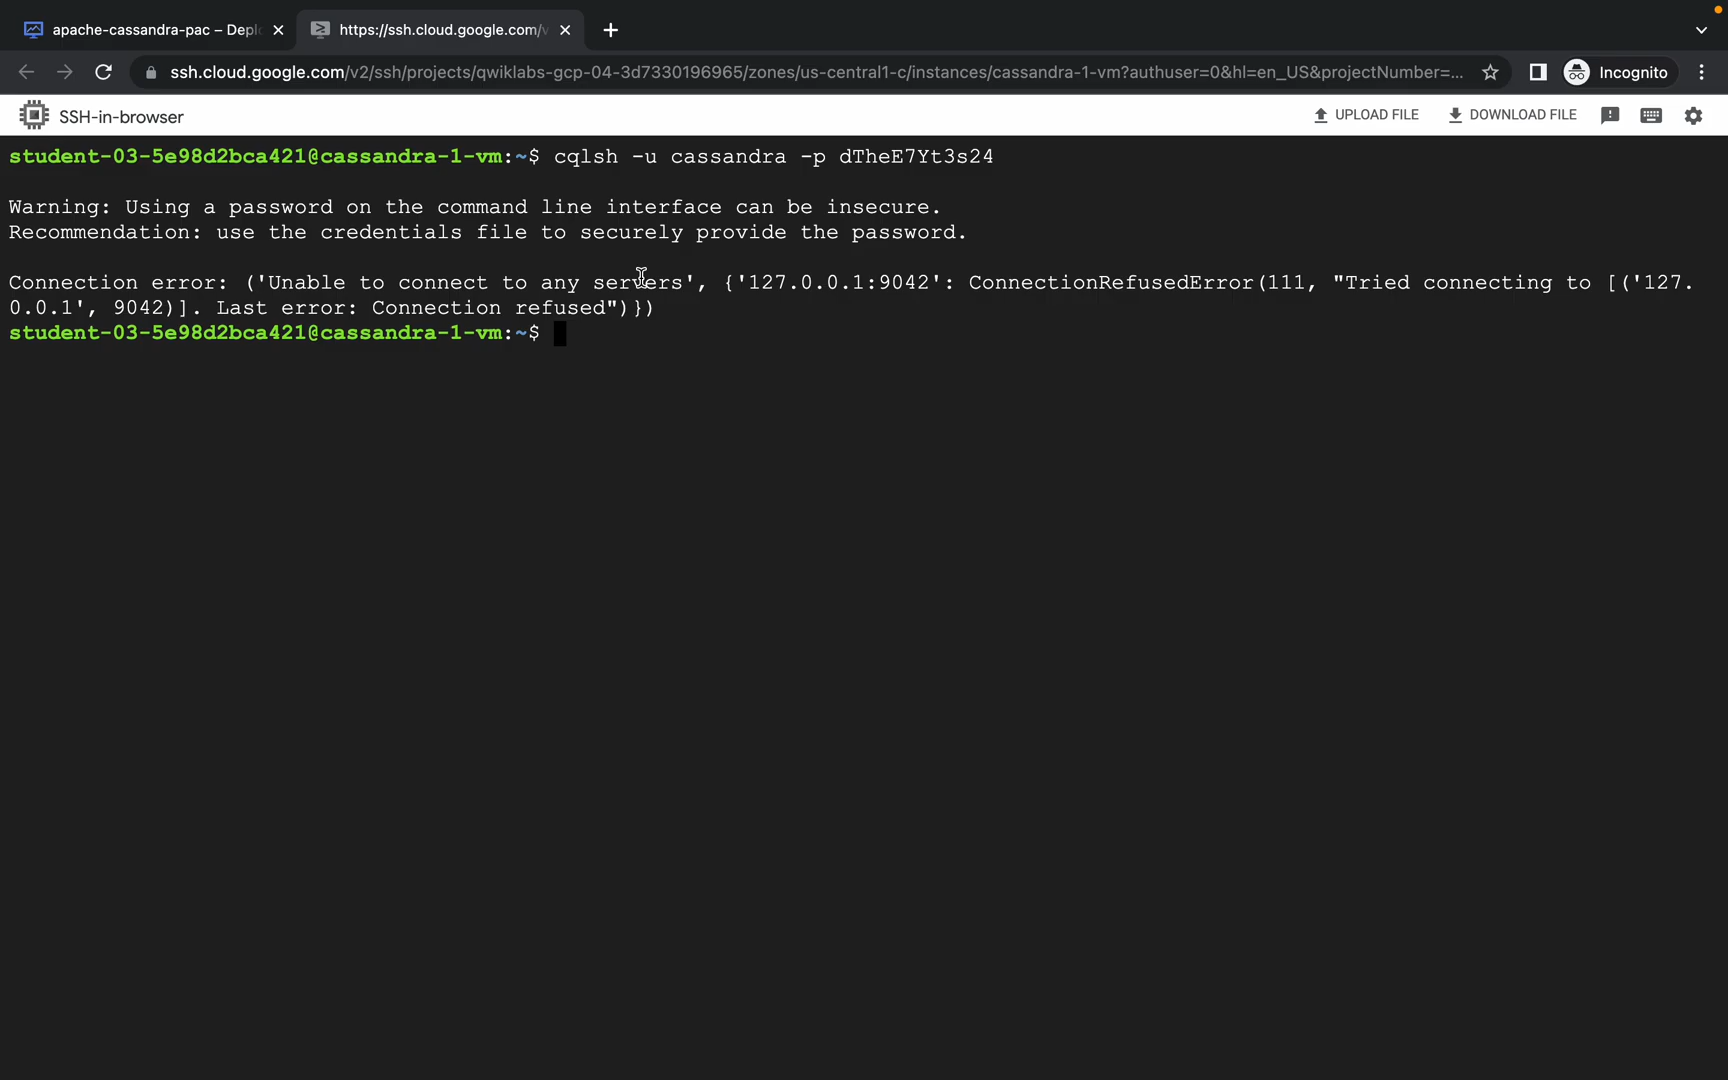 apache-cassandra-pac – Depl
https://ssh.cloud.google.com/v
ssh.cloud.google.com/v2/ssh/projects/qwiklabs-gcp-04-3d7330196965/zones/us-central1-c/instances/cassandra-1-vm?authuser=0&hl=en_US&projectNumber=...
Incognito
SSH-in-browser
UPLOAD FILE
DOWNLOAD FILE
student-03-5e98d2bca421@cassandra-1-vm:~$ cqlsh -u cassandra -p dTheE7Yt3s24
Warning: Using a password on the command line interface can be insecure.
Recommendation: use the credentials file to securely provide the password.
Connection error: ('Unable to connect to any servers', {'127.0.0.1:9042': ConnectionRefusedError(111, "Tried connecting to [('127.
0.0.1', 9042)]. Last error: Connection refused")})
student-03-5e98d2bca421@cassandra-1-vm:~$